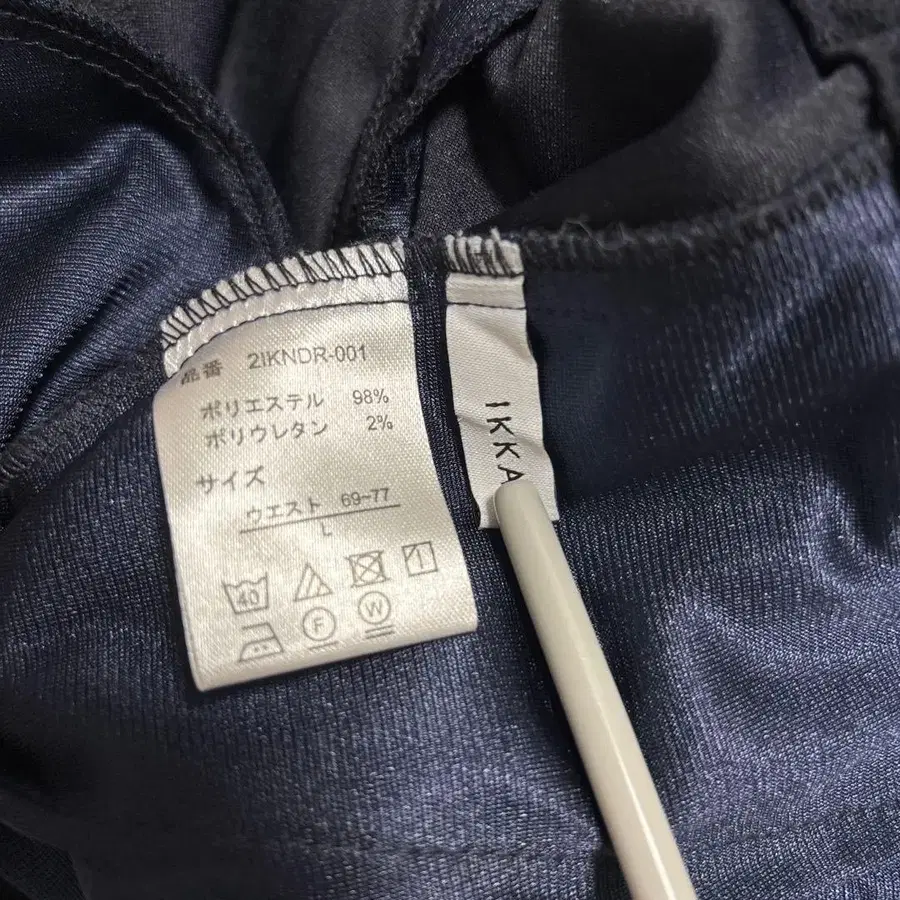 品番 2IKNDR-001
ポリエステル 98%
ポリウレタン 2%
サイズ
ウエスト 69~77
L
40
F W
IKKA